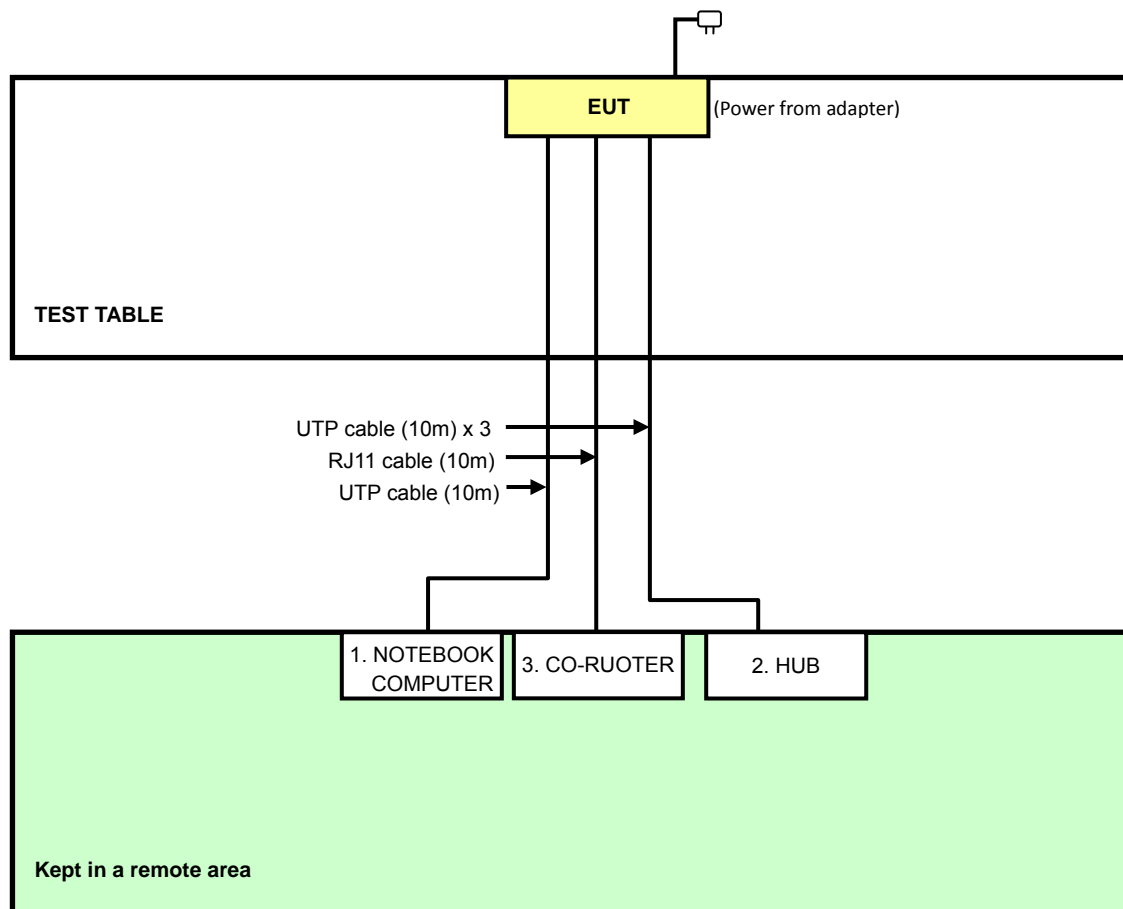 EUT
(Power from adapter)
TEST TABLE
UTP cable (10m) x 3
RJ11 cable (10m)
UTP cable (10m)
1. NOTEBOOK
COMPUTER
3. CO-RUOTER
2. HUB
Kept in a remote area